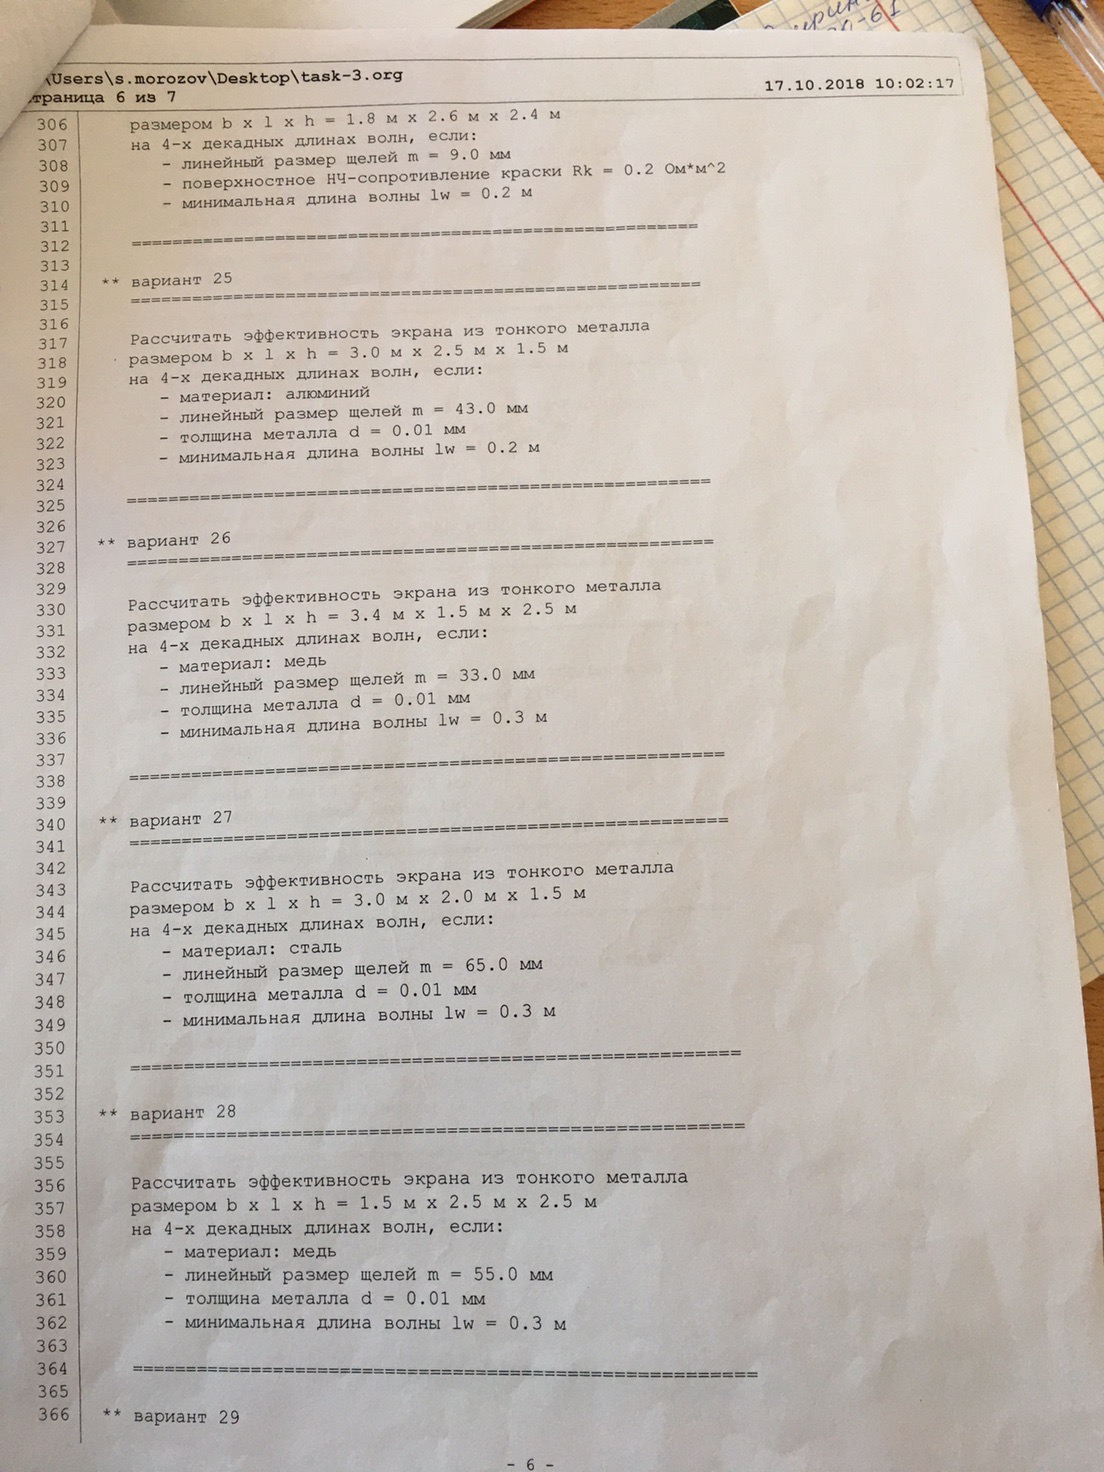 \Users\s.morozov\Desktop\task-3.org
страница 6 из 7
17.10.2018 10:02:17
306 размером b x l x h = 1.8 м x 2.6 м x 2.4 м
307 на 4-х декадных длинах волн, если:
308 - линейный размер щелей m = 9.0 мм
309 - поверхностное НЧ-сопротивление краски Rk = 0.2 Ом*м^2
310 - минимальная длина волны lw = 0.2 м
311
312 =====================================================
313
314 ** вариант 25
315 =====================================================
316
317 Рассчитать эффективность экрана из тонкого металла
318 размером b x l x h = 3.0 м x 2.5 м x 1.5 м
319 на 4-х декадных длинах волн, если:
320 - материал: алюминий
321 - линейный размер щелей m = 43.0 мм
322 - толщина металла d = 0.01 мм
323 - минимальная длина волны lw = 0.2 м
324
325 =====================================================
326
327 ** вариант 26
328 =====================================================
329
330 Рассчитать эффективность экрана из тонкого металла
331 размером b x l x h = 3.4 м x 1.5 м x 2.5 м
332 на 4-х декадных длинах волн, если:
333 - материал: медь
334 - линейный размер щелей m = 33.0 мм
335 - толщина металла d = 0.01 мм
336 - минимальная длина волны lw = 0.3 м
337
338 =====================================================
339
340 ** вариант 27
341 =====================================================
342
343 Рассчитать эффективность экрана из тонкого металла
344 размером b x l x h = 3.0 м x 2.0 м x 1.5 м
345 на 4-х декадных длинах волн, если:
346 - материал: сталь
347 - линейный размер щелей m = 65.0 мм
348 - толщина металла d = 0.01 мм
349 - минимальная длина волны lw = 0.3 м
350
351 =====================================================
352
353 ** вариант 28
354 =====================================================
355
356 Рассчитать эффективность экрана из тонкого металла
357 размером b x l x h = 1.5 м x 2.5 м x 2.5 м
358 на 4-х декадных длинах волн, если:
359 - материал: медь
360 - линейный размер щелей m = 55.0 мм
361 - толщина металла d = 0.01 мм
362 - минимальная длина волны lw = 0.3 м
363
364 =====================================================
365
366 ** вариант 29
- 6 -